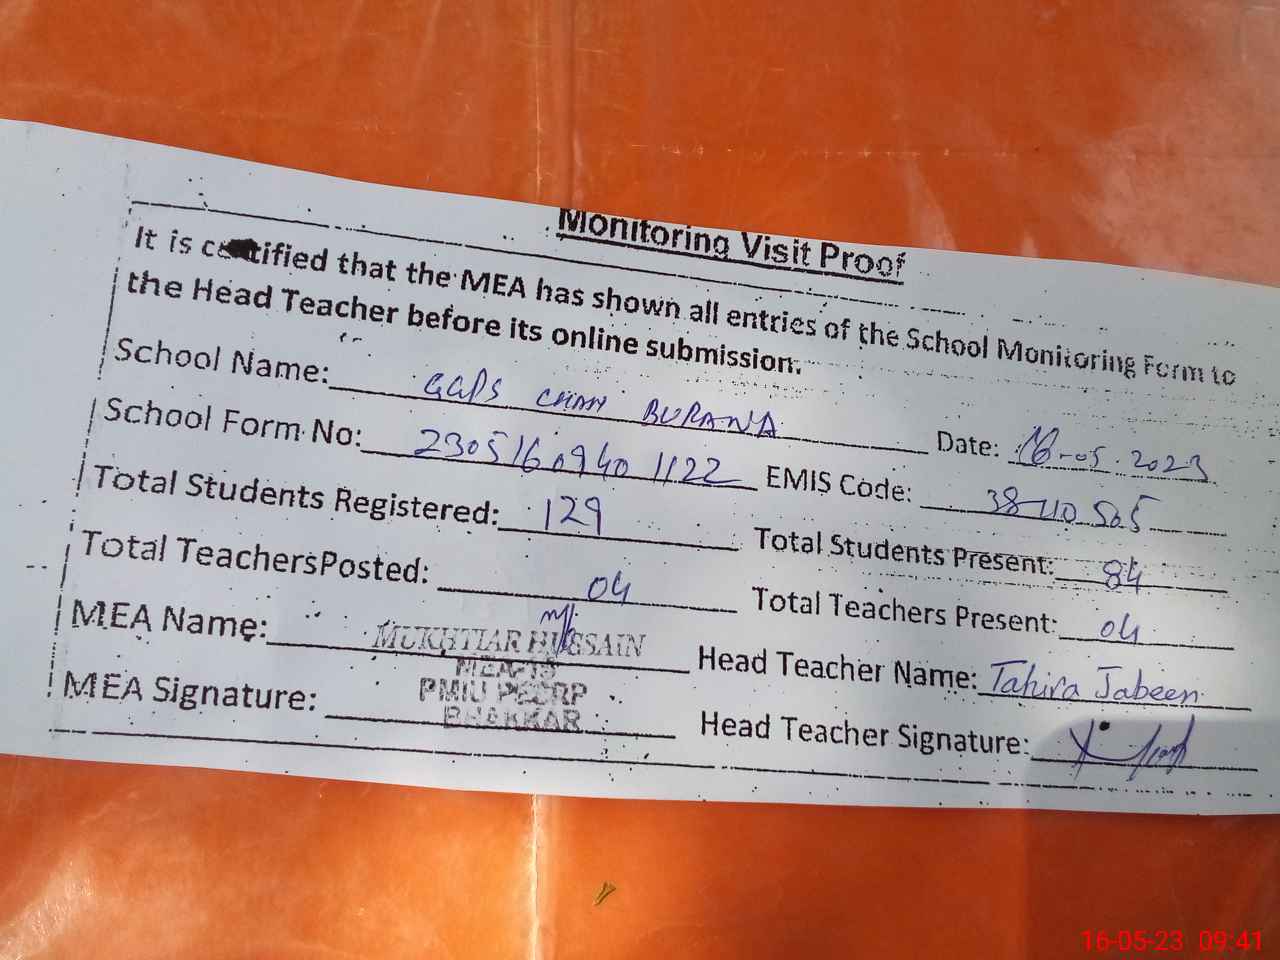 Monitoring Visit Proof
It is certified that the MEA has shown all entries of the School Monitoring Form to
the Head Teacher before its online submission.
School Name: GGPS CHAH BURANA Date: 16-05-2023
School Form No: 2305160940 1122 EMIS Code: 38110505
Total Students Registered: 129 Total Students Present: 84
Total TeachersPosted: 04 Total Teachers Present: 04
MEA Name: MUKHTIAR HUSSAIN Head Teacher Name: Tahira Jabeen
PMIU PESRP
MEA Signature: BHAKKAR Head Teacher Signature:
16-05-23 09:41